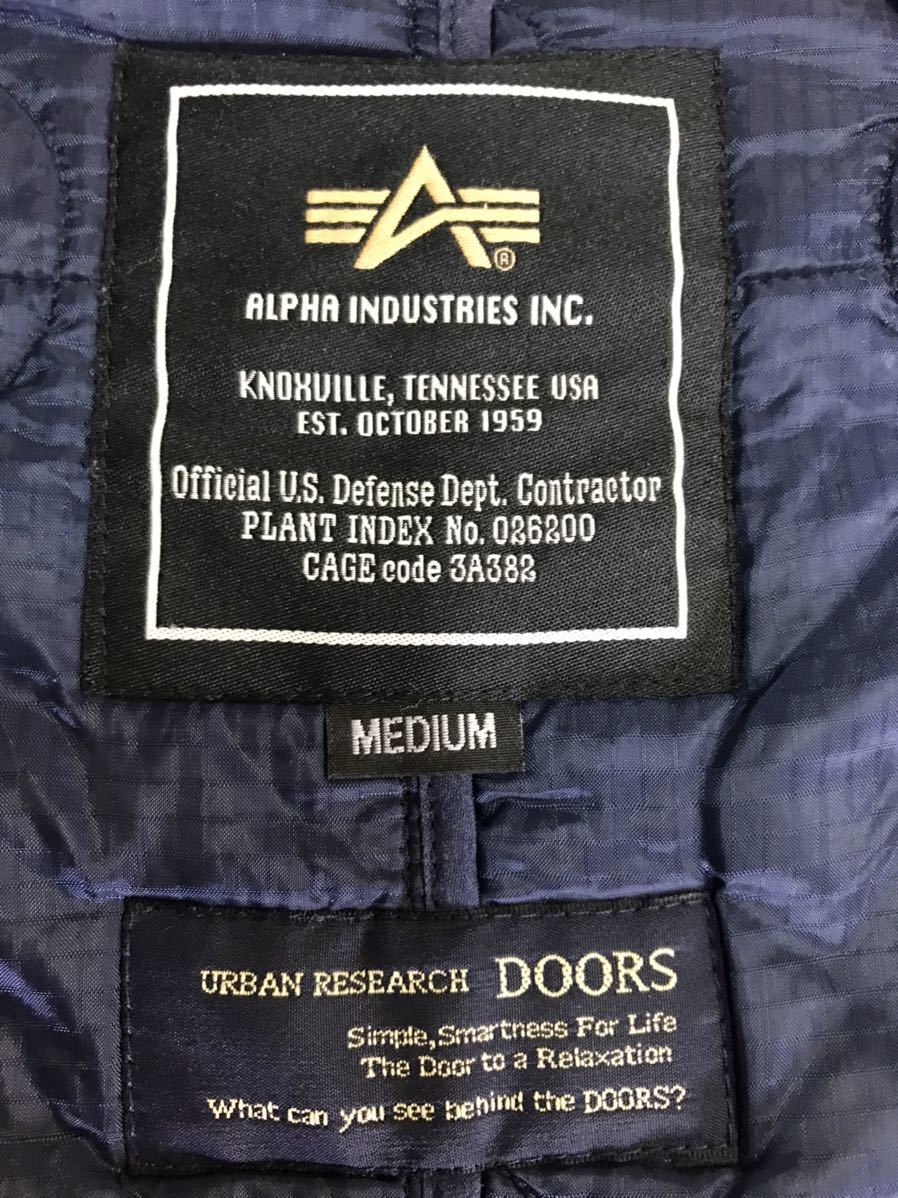 ®
ALPHA INDUSTRIES INC.
KNOXVILLE, TENNESSEE USA
EST. OCTOBER 1959
Official U.S. Defense Dept. Contractor
PLANT INDEX No. 026200
CAGE code 3A382
MEDIUM
URBAN RESEARCH DOORS
Simple,Smartness For Life
The Door to a Relaxation
What can you see behind the DOORS?